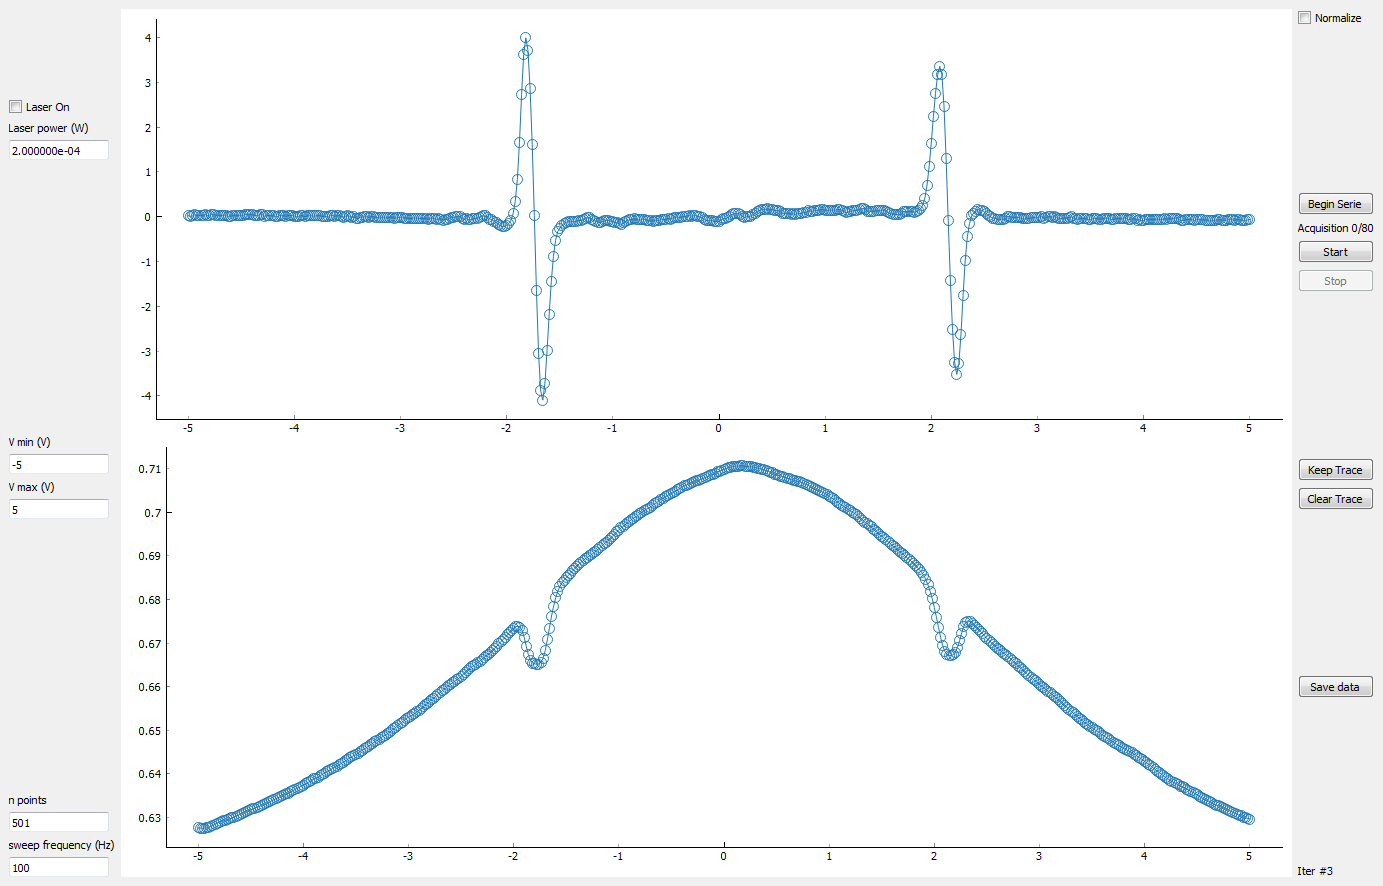 Laser On
Laser power (W)
2.000000e-04
V min (V)
-5
V max (V)
5
n points
501
sweep frequency (Hz)
100
4
3
2
1
0
-1
-2
-3
-4
-5 -4 -3 -2 -1 0 1 2 3 4 5
0.71
0.7
0.69
0.68
0.67
0.66
0.65
0.64
0.63
-5 -4 -3 -2 -1 0 1 2 3 4 5
Normalize
Begin Serie
Acquisition 0/80
Start
Stop
Keep Trace
Clear Trace
Save data
Iter #3